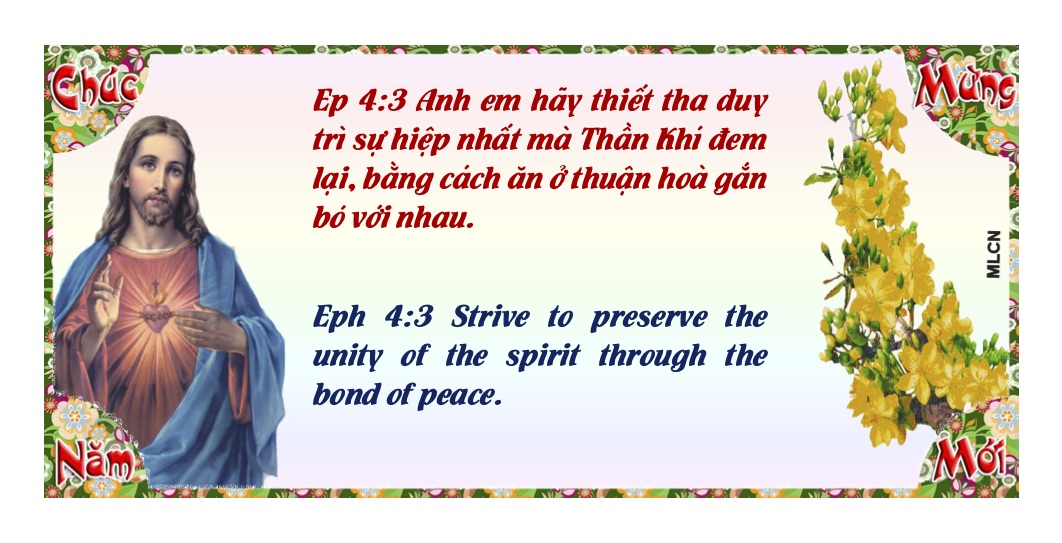 Chúc
Mừng
Ep 4:3 Anh em hãy thiết tha duy
trì sự hiệp nhất mà Thần Khí đem
lại, bằng cách ăn ở thuận hoà gắn
bó với nhau.
MLCN
Eph 4:3 Strive to preserve the
unity of the spirit through the
bond of peace.
Năm
Mới